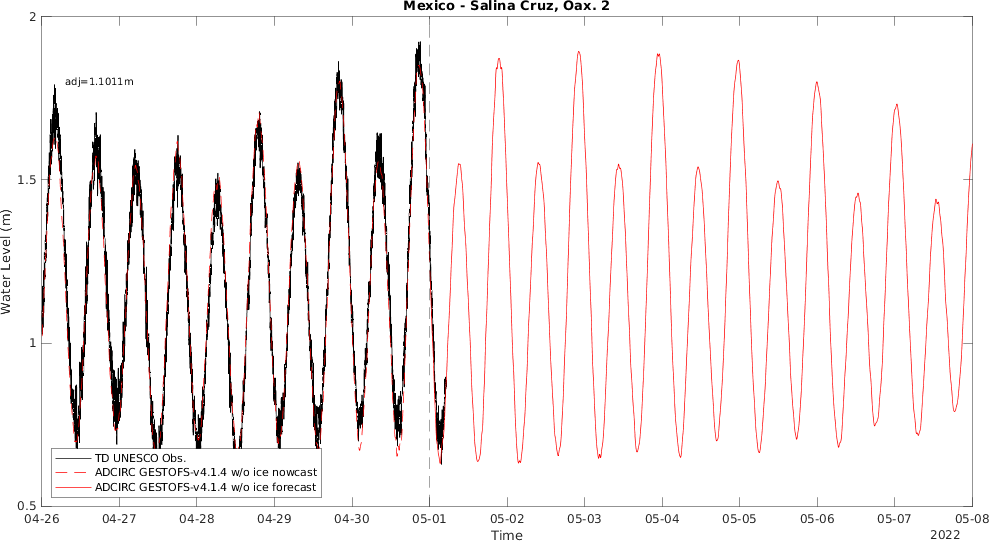 Mexico - Salina Cruz, Oax. 2
2
adj=1.1011m
1.5
Water Level (m)
1
TD UNESCO Obs.
ADCIRC GESTOFS-v4.1.4 w/o ice nowcast
ADCIRC GESTOFS-v4.1.4 w/o ice forecast
0.5
04-26 04-27 04-28 04-29 04-30 05-01 05-02 05-03 05-04 05-05 05-06 05-07 05-08
Time
2022